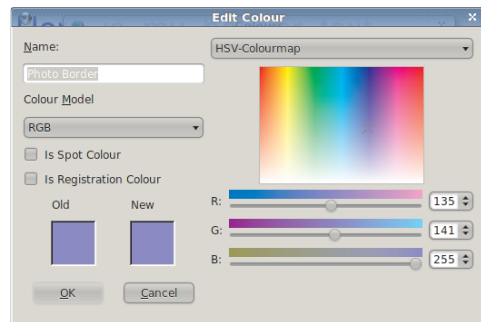 Edit Colour
Name:
Photo Border
Colour Model
RGB
Is Spot Colour
Is Registration Colour
Old New
OK Cancel
HSV-Colourmap
R: 135
G: 141
B: 255